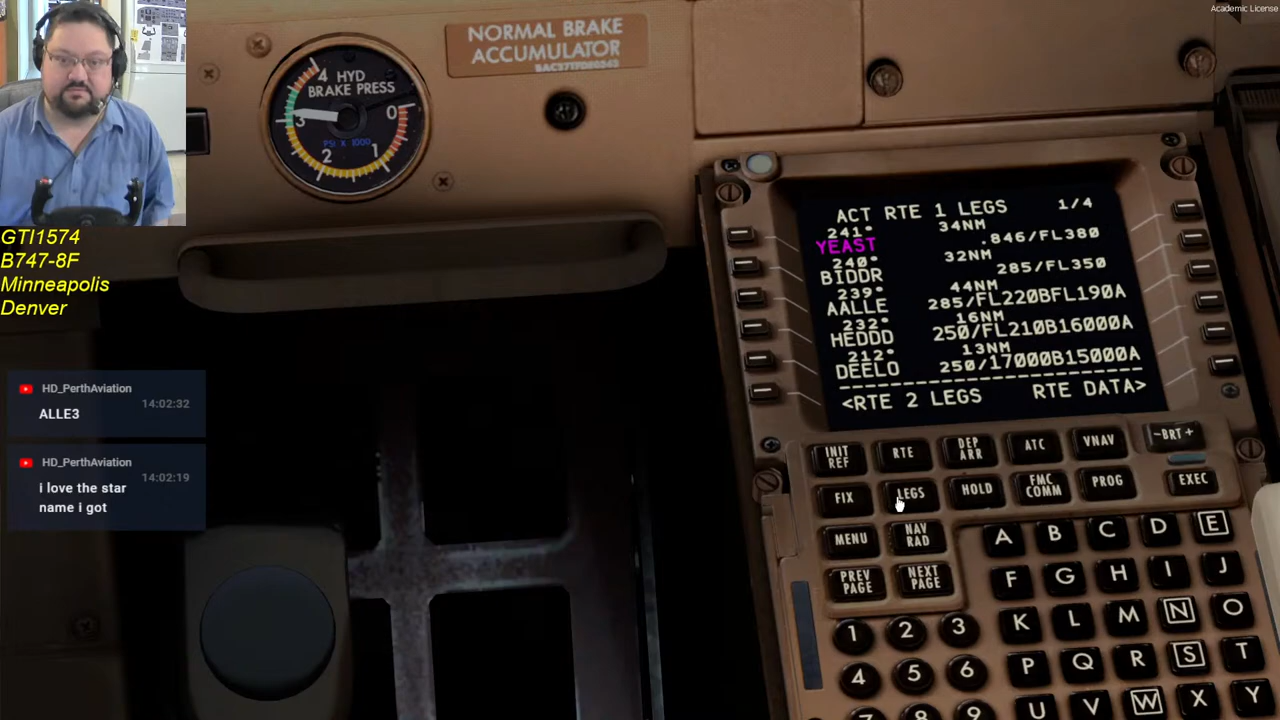 Academic License
NORMAL BRAKE
ACCUMULATOR
4 HYD
BRAKE PRESS
3 0
PSI X 1000
2 1
GTI1574
B747-8F
Minneapolis
Denver
HD_PerthAviation
ALLE3
14:02:32
HD_PerthAviation
i love the star
name i got
14:02:19
ACT RTE 1 LEGS 1/4
241° 34NM
YEAST .846/FL380
240° 32NM
BIDDR 285/FL350
239° 44NM
AALLE 285/FL220BFL190A
232° 16NM
HEDDD 250/FL210B16000A
212° 13NM
DEELO 250/17000B15000A
<RTE 2 LEGS RTE DATA>
INIT REF RTE DEP ARR ATC VNAV -BRT+
FIX LEGS HOLD FMC COMM PROG EXEC
MENU NAV RAD
PREV PAGE NEXT PAGE
A B C D E
F G H I J
K L M N O
P Q R S T
U V W X Y
1 2 3
4 5 6
7 8 9